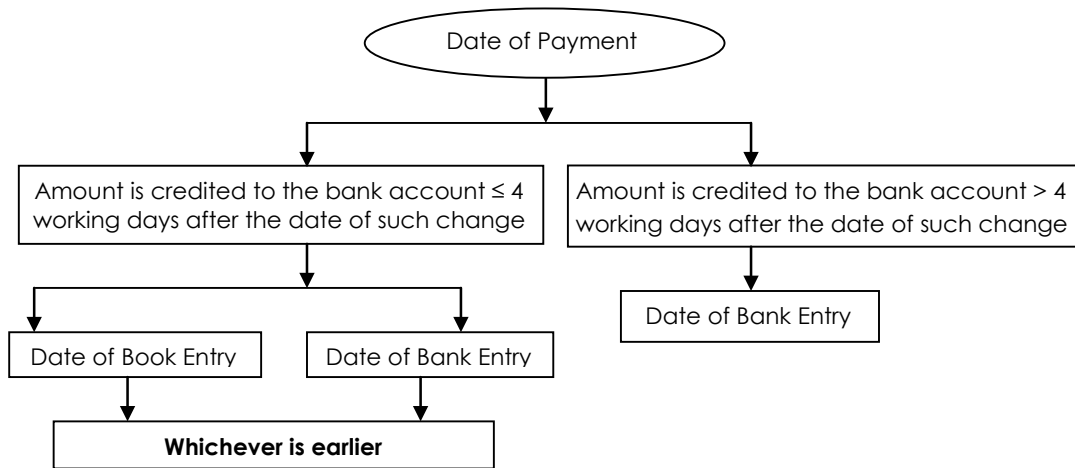 Date of Payment
Amount is credited to the bank account ≤ 4
working days after the date of such change
Amount is credited to the bank account > 4
working days after the date of such change
Date of Bank Entry
Date of Book Entry
Date of Bank Entry
Whichever is earlier